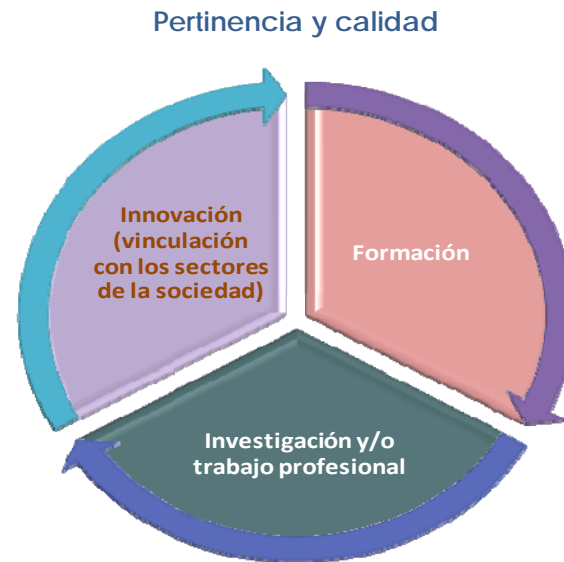 Pertinencia y calidad
Innovación
(vinculación
con los sectores
de la sociedad)
Formación
Investigación y/o
trabajo profesional